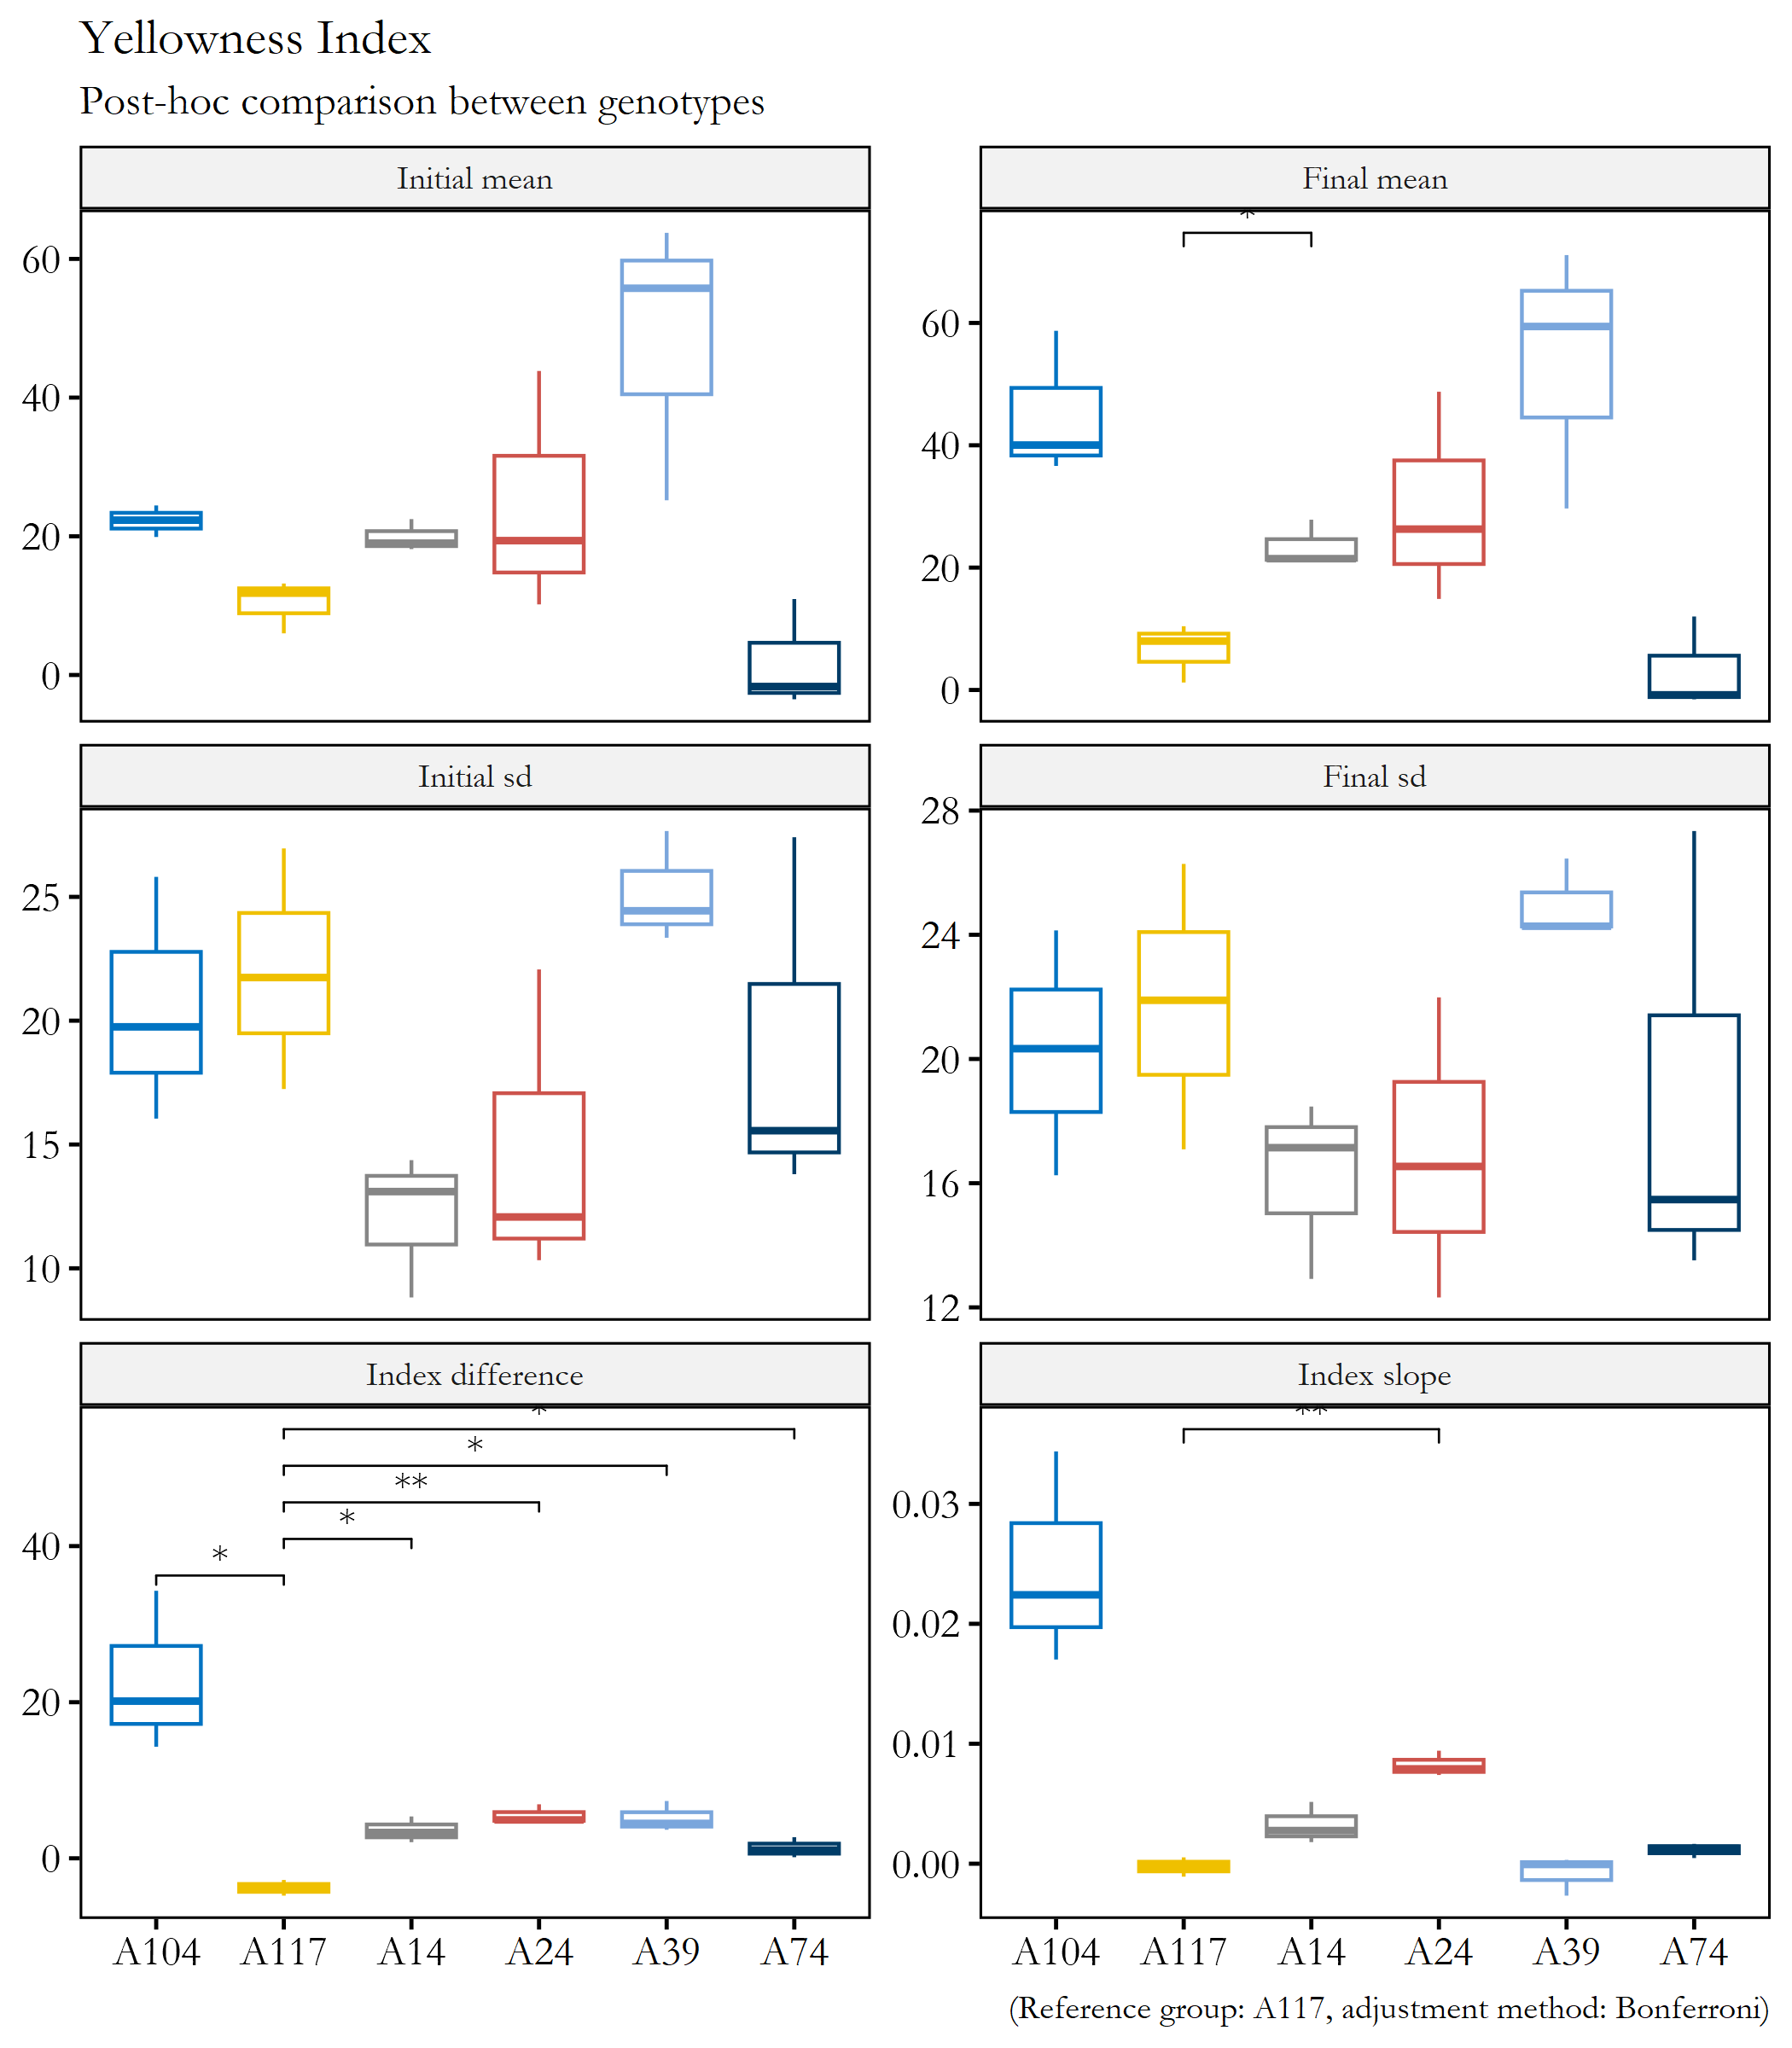 Yellowness Index
Post-hoc comparison between genotypes
Initial mean
60
40
20
0
Final mean
*
60
40
20
0
Initial sd
25
20
15
10
Final sd
28
24
20
16
12
Index difference
*
*
**
*
*
40
20
0
A104 A117 A14 A24 A39 A74
Index slope
**
0.03
0.02
0.01
0.00
A104 A117 A14 A24 A39 A74
(Reference group: A117, adjustment method: Bonferroni)